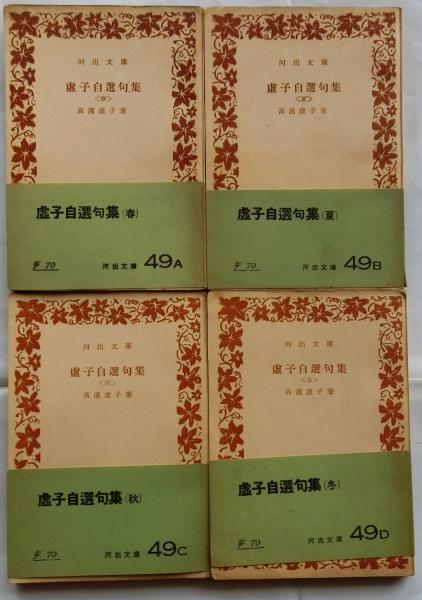 河出文庫
虚子自選句集
<春>
高濱虚子著
虚子自選句集(春)
¥70
河出文庫 49A
河出文庫
虚子自選句集
<夏>
高濱虚子著
虚子自選句集(夏)
¥70
河出文庫 49B
河出文庫
虚子自選句集
<秋>
高濱虚子著
虚子自選句集(秋)
¥70
河出文庫 49C
河出文庫
虚子自選句集
<冬>
高濱虚子著
虚子自選句集(冬)
¥70
河出文庫 49D